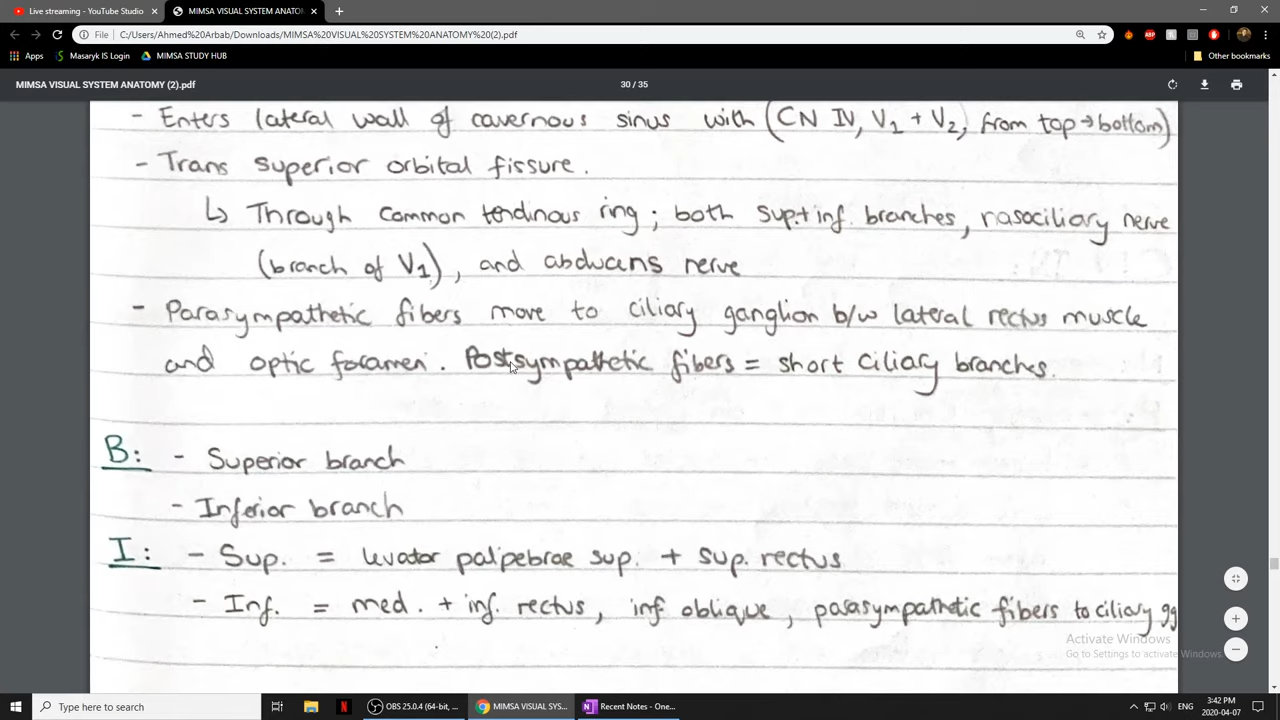 Live streaming - YouTube Studio
MIMSA VISUAL SYSTEM ANATOM
File
C:/Users/Ahmed%20Arbab/Downloads/MIMSA%20VISUAL%20SYSTEM%20ANATOMY%20(2).pdf
Apps
Masaryk IS Login
MIMSA STUDY HUB
Other bookmarks
MIMSA VISUAL SYSTEM ANATOMY (2).pdf
30 / 35
- Enters lateral wall of cavernous sinus with (CN IV, V1 + V2, from top → bottom)
- Trans superior orbital fissure.
↳ Through common tendinous ring ; both sup+inf. branches, nasociliary nerve
(branch of V1), and abducans nerve
- Parasympathetic fibers move to ciliary ganglion b/w lateral rectus muscle
and optic foramen. Postsympathetic fibers = short ciliary branches.
B: - Superior branch
- Inferior branch
I: - Sup. = levator palpebrae sup. + sup. rectus
- Inf. = med. + inf. rectus, inf oblique, parasympathetic fibers to ciliary gg
Activate Windows
Go to Settings to activate Windows.
Type here to search
OBS 25.0.4 (64-bit, ...
MIMSA VISUAL SYS...
Recent Notes - One...
ENG
3:42 PM
2020-04-07